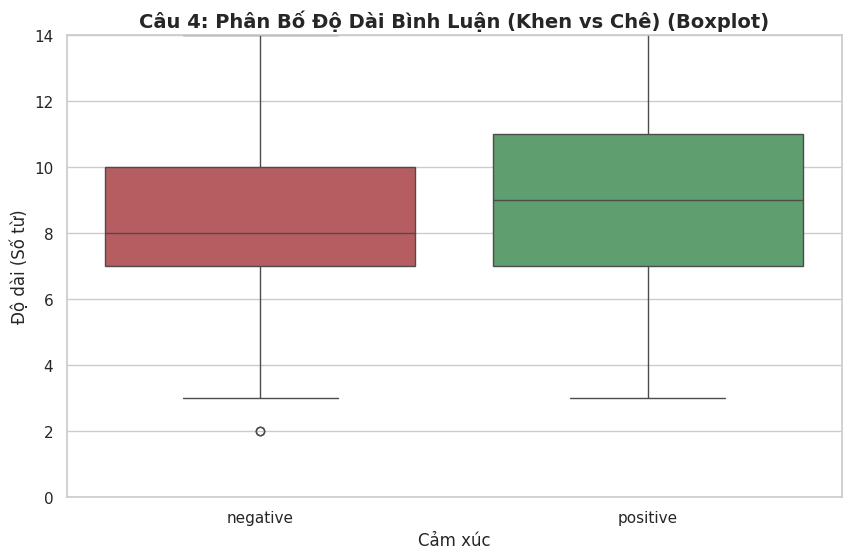 Câu 4: Phân Bố Độ Dài Bình Luận (Khen vs Chê) (Boxplot)
Độ dài (Số từ)
14
12
10
8
6
4
2
0
negative
positive
Cảm xúc